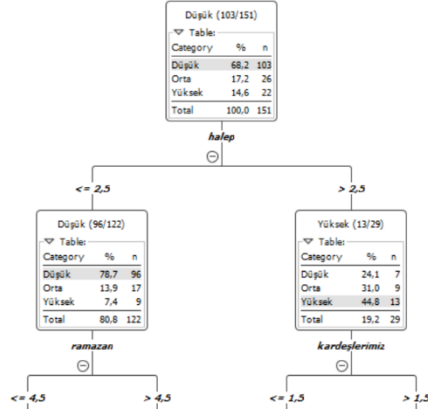 Düşük (103/151)
Table:
Category % n
Düşük 68,2 103
Orta 17,2 26
Yüksek 14,6 22
Total 100,0 151
halep
<= 2,5 > 2,5
Düşük (96/122)
Table:
Category % n
Düşük 78,7 96
Orta 13,9 17
Yüksek 7,4 9
Total 80,8 122
ramazan
<= 4,5 > 4,5
Yüksek (13/29)
Table:
Category % n
Düşük 24,1 7
Orta 31,0 9
Yüksek 44,8 13
Total 19,2 29
kardeşlerimiz
<= 1,5 > 1,5